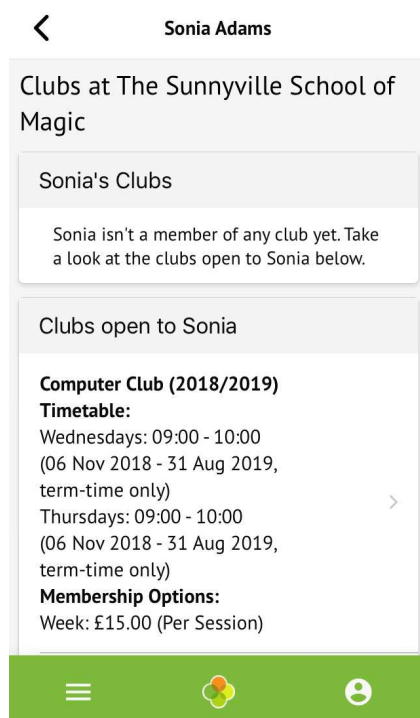 Sonia Adams
Clubs at The Sunnyville School of
Magic
Sonia's Clubs
Sonia isn't a member of any club yet. Take
a look at the clubs open to Sonia below.
Clubs open to Sonia
Computer Club (2018/2019)
Timetable:
Wednesdays: 09:00 - 10:00
(06 Nov 2018 - 31 Aug 2019,
term-time only)
Thursdays: 09:00 - 10:00
(06 Nov 2018 - 31 Aug 2019,
term-time only)
Membership Options:
Week: £15.00 (Per Session)